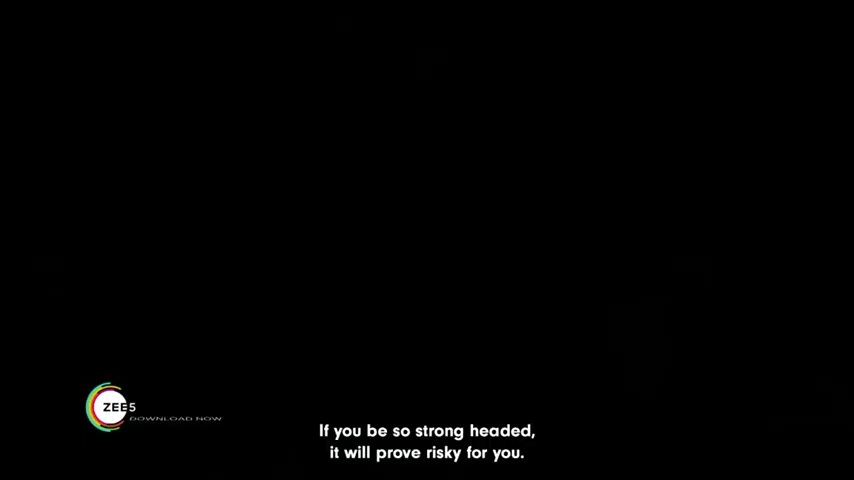 ZEE5
DOWNLOAD NOW
If you be so strong headed,
it will prove risky for you.